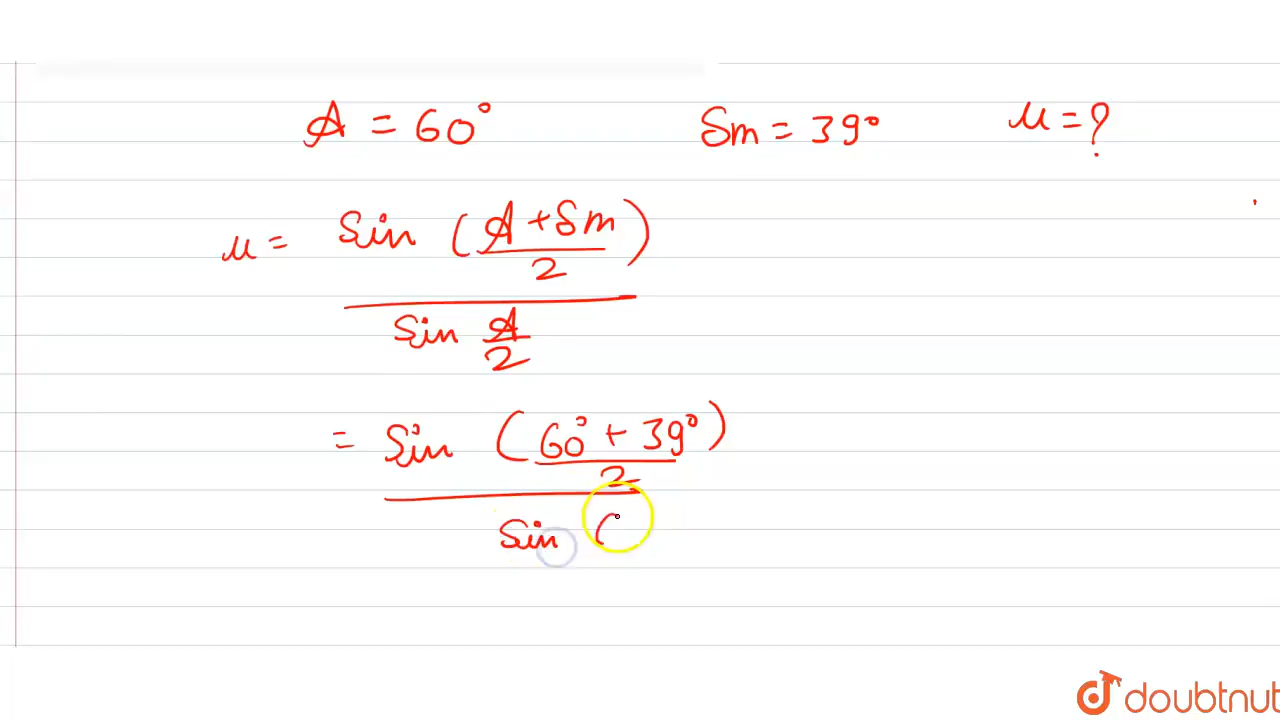 A = 60° δm = 39° μ = ?
μ = sin (A + δm / 2) / sin A/2
= sin (60° + 39° / 2) / sin (
doubtnut